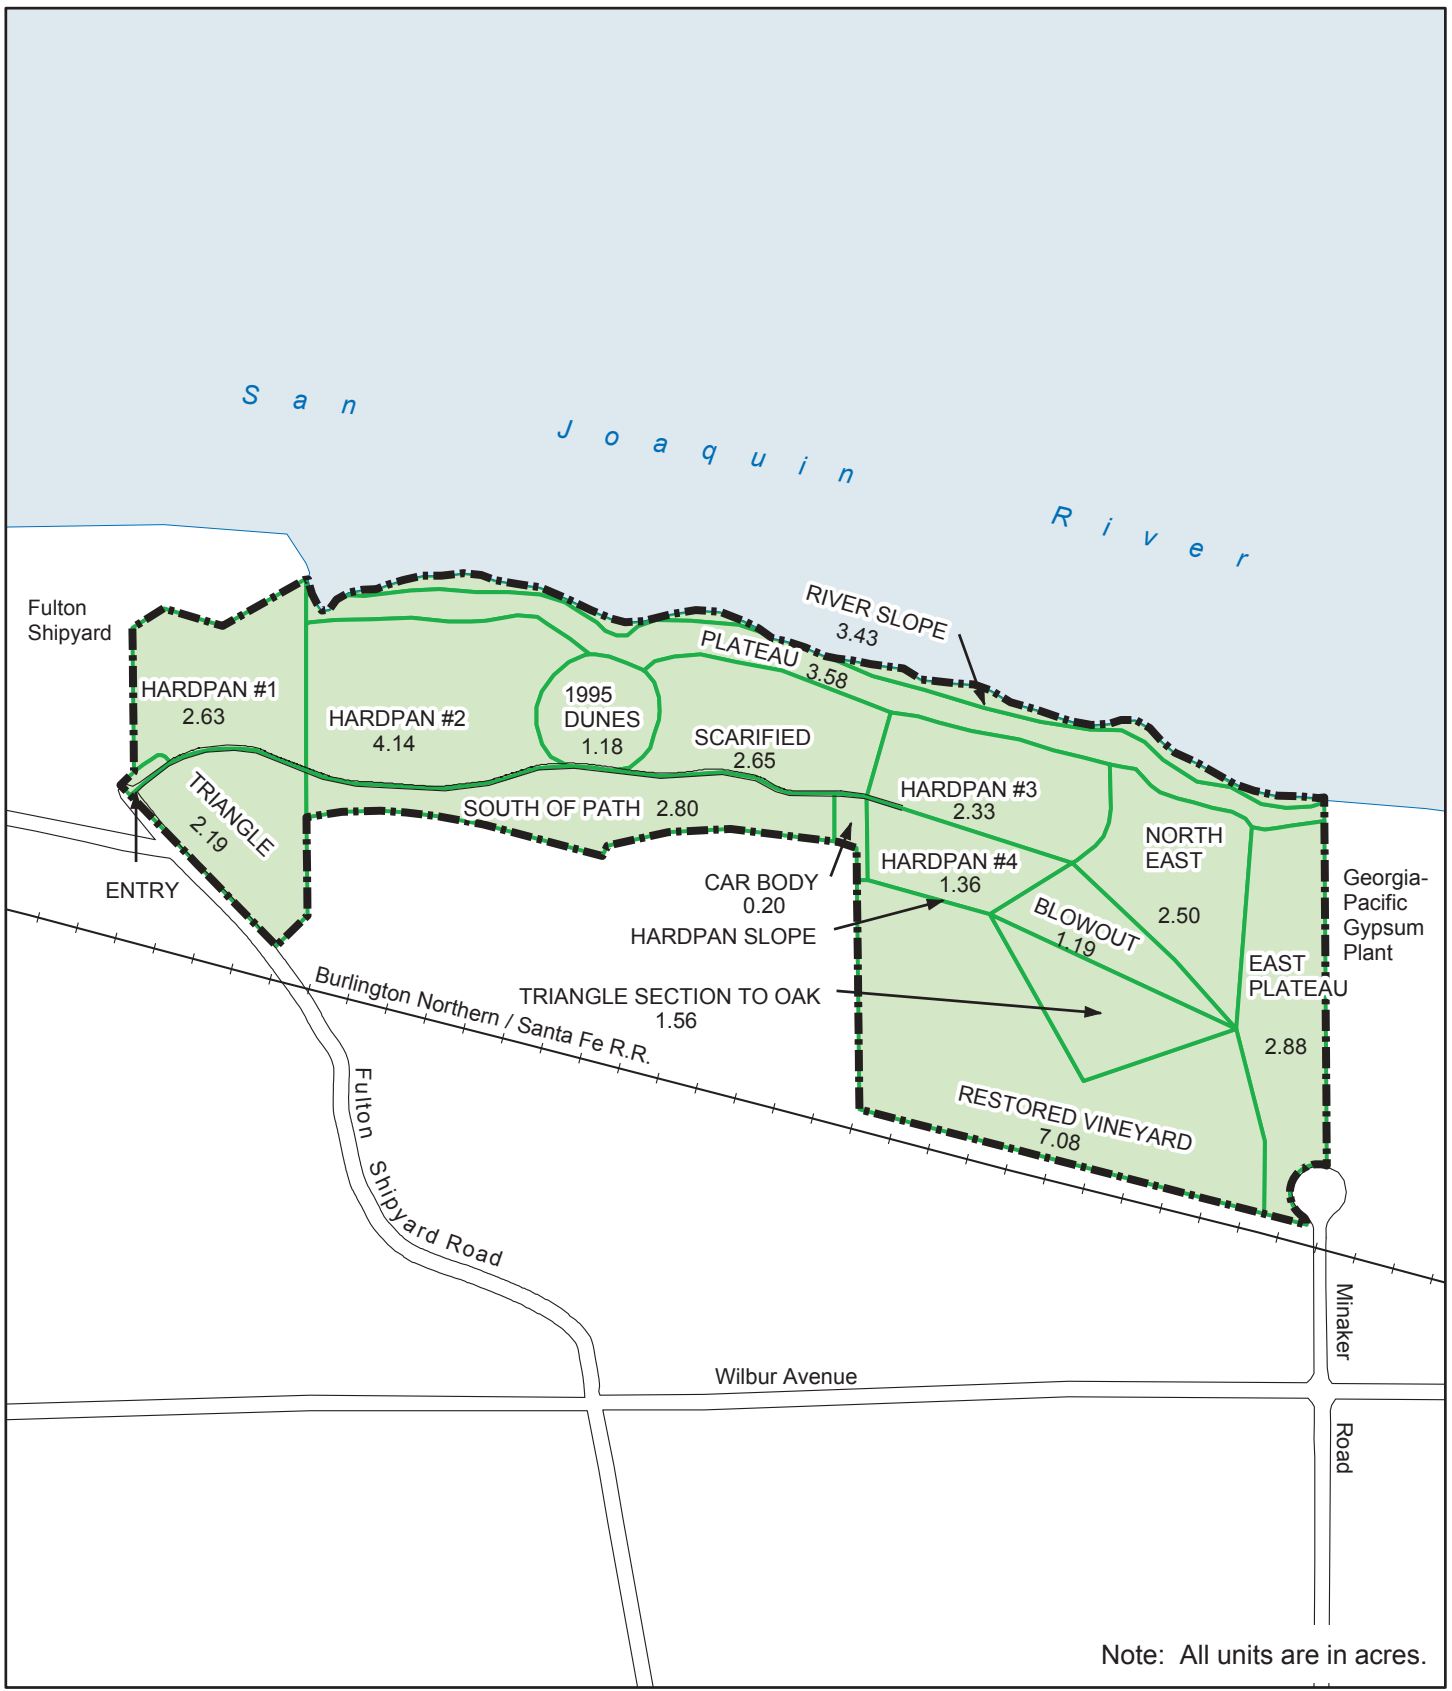 San Joaquin River
RIVER SLOPE
3.43
Fulton
Shipyard
PLATEAU 3.58
HARDPAN #1
2.63
HARDPAN #2
4.14
1995
DUNES
1.18
SCARIFIED
2.65
TRIANGLE
2.19
SOUTH OF PATH 2.80
HARDPAN #3
2.33
NORTH
EAST
2.50
ENTRY
CAR BODY
0.20
HARDPAN #4
1.36
HARDPAN SLOPE
BLOWOUT
1.19
Georgia-
Pacific
Gypsum
Plant
EAST
PLATEAU
2.88
TRIANGLE SECTION TO OAK
1.56
Burlington Northern / Santa Fe R.R.
RESTORED VINEYARD
7.08
Fulton Shipyard Road
Wilbur Avenue
Minaker Road
Note: All units are in acres.